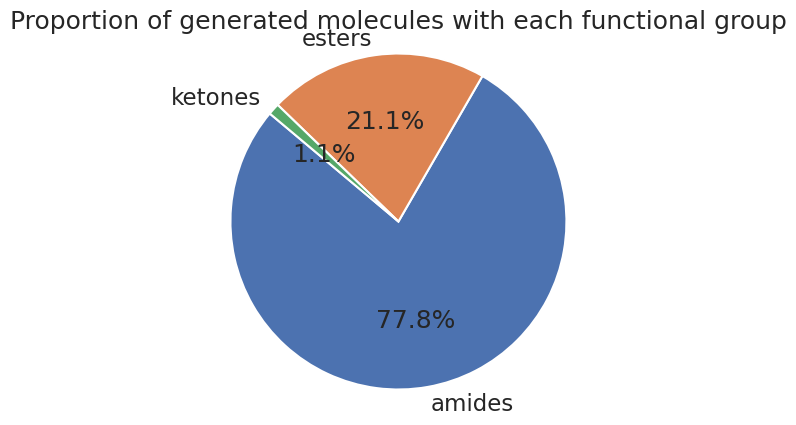 Proportion of generated molecules with each functional group
esters
ketones
21.1%
1.1%
77.8%
amides